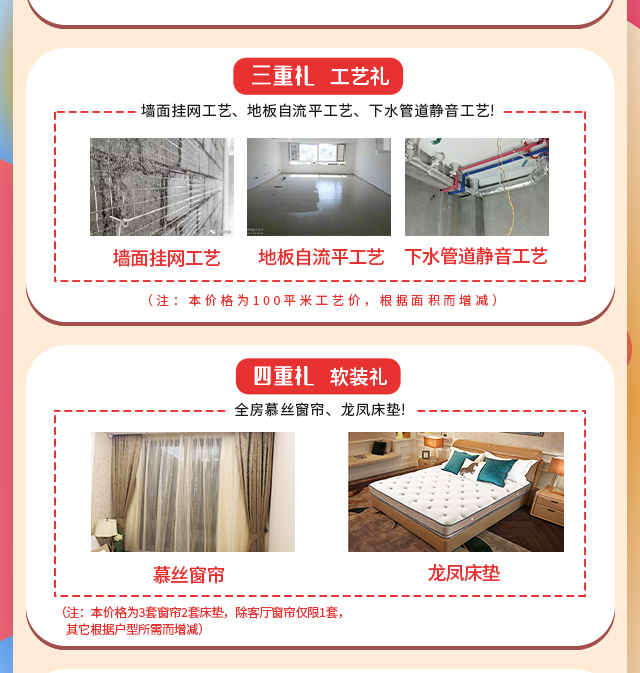 三重礼 工艺礼
墙面挂网工艺、地板自流平工艺、下水管道静音工艺!
墙面挂网工艺 地板自流平工艺 下水管道静音工艺
（注：本价格为100平米工艺价，根据面积而增减）
四重礼 软装礼
全房慕丝窗帘、龙凤床垫!
慕丝窗帘 龙凤床垫
（注：本价格为3套窗帘2套床垫，除客厅窗帘仅限1套，
其它根据户型所需而增减）